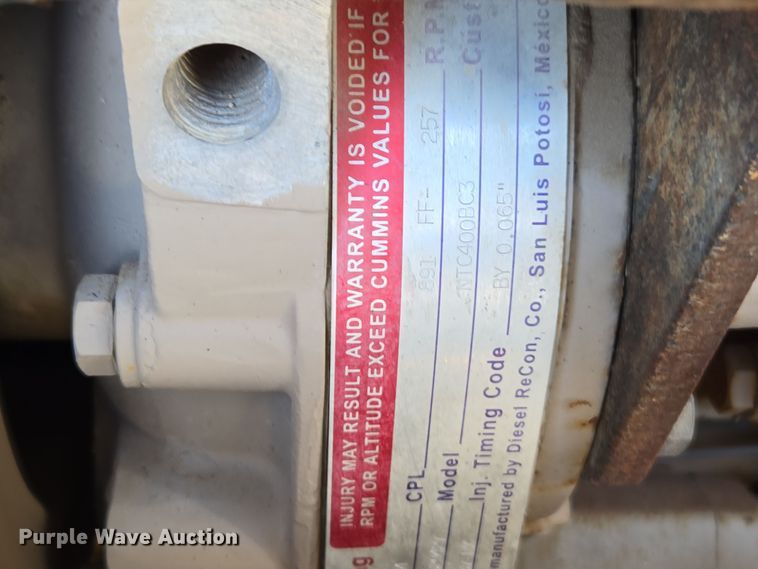 INJURY MAY RESULT AND WARRANTY IS VOIDED IF
RPM OR ALTITUDE EXCEED CUMMINS VALUES FOR
CPL 891 FF- 257 R.P.M
Model NTC400BC3 Cust
Inj. Timing Code BY 0.065"
manufactured by Diesel ReCon, Co., San Luis Potosi, México
Purple Wave Auction